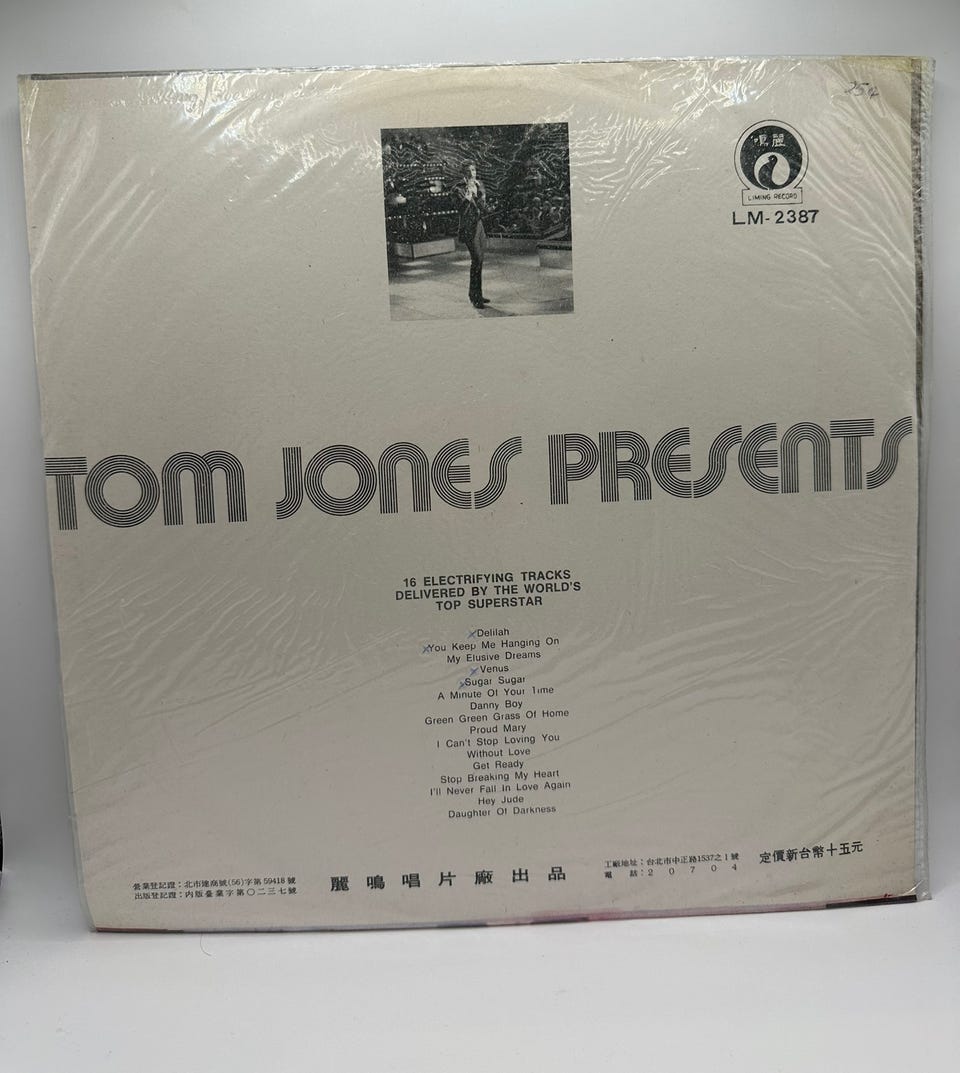 鳴麗
LIMING RECORD
LM-2387
TOM JONES PRESENTS
16 ELECTRIFYING TRACKS
DELIVERED BY THE WORLD'S
TOP SUPERSTAR
Delilah
You Keep Me Hanging On
My Elusive Dreams
Venus
Sugar Sugar
A Minute Of Your Time
Danny Boy
Green Green Grass Of Home
Proud Mary
I Can't Stop Loving You
Without Love
Get Ready
Stop Breaking My Heart
I'll Never Fall In Love Again
Hey Jude
Daughter Of Darkness
營業登記證：北市建商號(56)字第59418號
出版登記證：內版臺業字第〇二三七號
麗鳴唱片廠出品
工廠地址：台北市中正路1537之1號
電話：20704
定價新台幣十五元